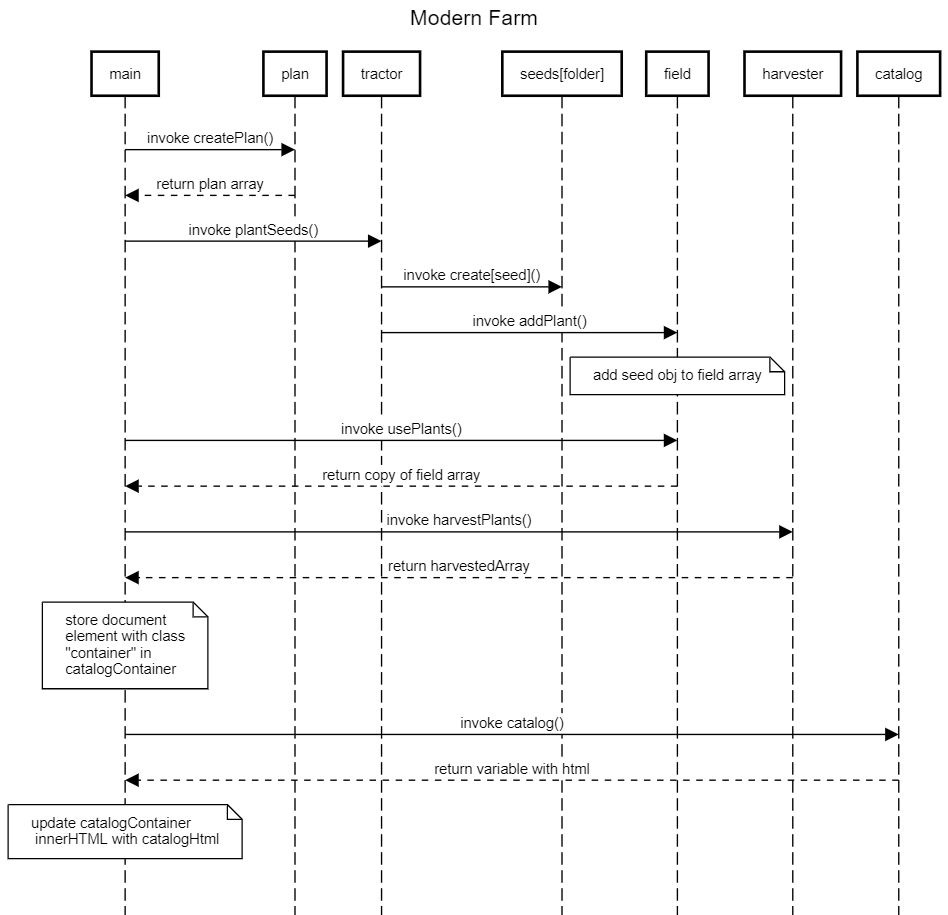 Modern Farm
main
plan
tractor
seeds[folder]
field
harvester
catalog
invoke createPlan()
return plan array
invoke plantSeeds()
invoke create[seed]()
invoke addPlant()
add seed obj to field array
invoke usePlants()
return copy of field array
invoke harvestPlants()
return harvestedArray
store document
element with class
"container" in
catalogContainer
invoke catalog()
return variable with html
update catalogContainer
innerHTML with catalogHtml